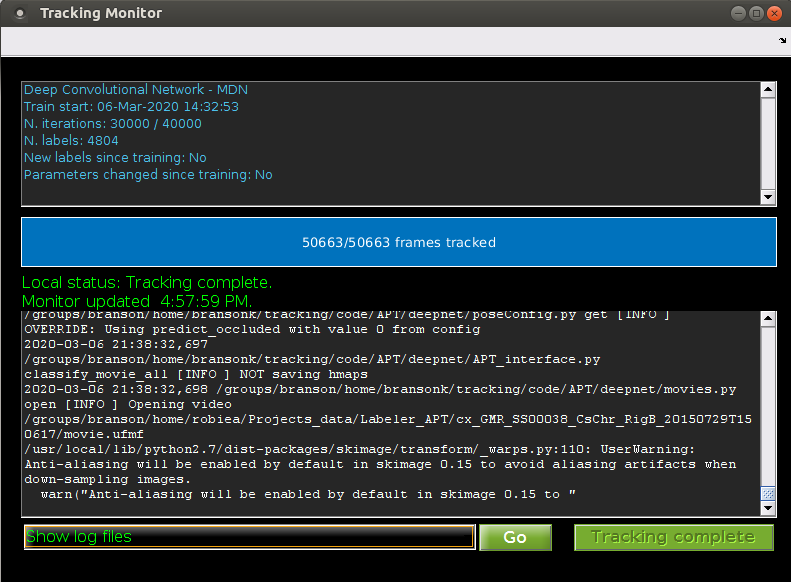 Tracking Monitor
Deep Convolutional Network - MDN
Train start: 06-Mar-2020 14:32:53
N. iterations: 30000 / 40000
N. labels: 4804
New labels since training: No
Parameters changed since training: No
50663/50663 frames tracked
Local status: Tracking complete.
Monitor updated  4:57:59 PM.
/groups/branson/home/bransonk/tracking/code/APT/deepnet/poseConfig.py get [INFO ]
OVERRIDE: Using predict_occluded with value 0 from config
2020-03-06 21:38:32,697
/groups/branson/home/bransonk/tracking/code/APT/deepnet/APT_interface.py
classify_movie_all [INFO ] NOT saving hmaps
2020-03-06 21:38:32,698 /groups/branson/home/bransonk/tracking/code/APT/deepnet/movies.py
open [INFO ] Opening video
/groups/branson/home/robiea/Projects_data/Labeler_APT/cx_GMR_SS00038_CsChr_RigB_20150729T15
0617/movie.ufmf
/usr/local/lib/python2.7/dist-packages/skimage/transform/_warps.py:110: UserWarning:
Anti-aliasing will be enabled by default in skimage 0.15 to avoid aliasing artifacts when
down-sampling images.
  warn("Anti-aliasing will be enabled by default in skimage 0.15 to "
Show log files
Go
Tracking complete